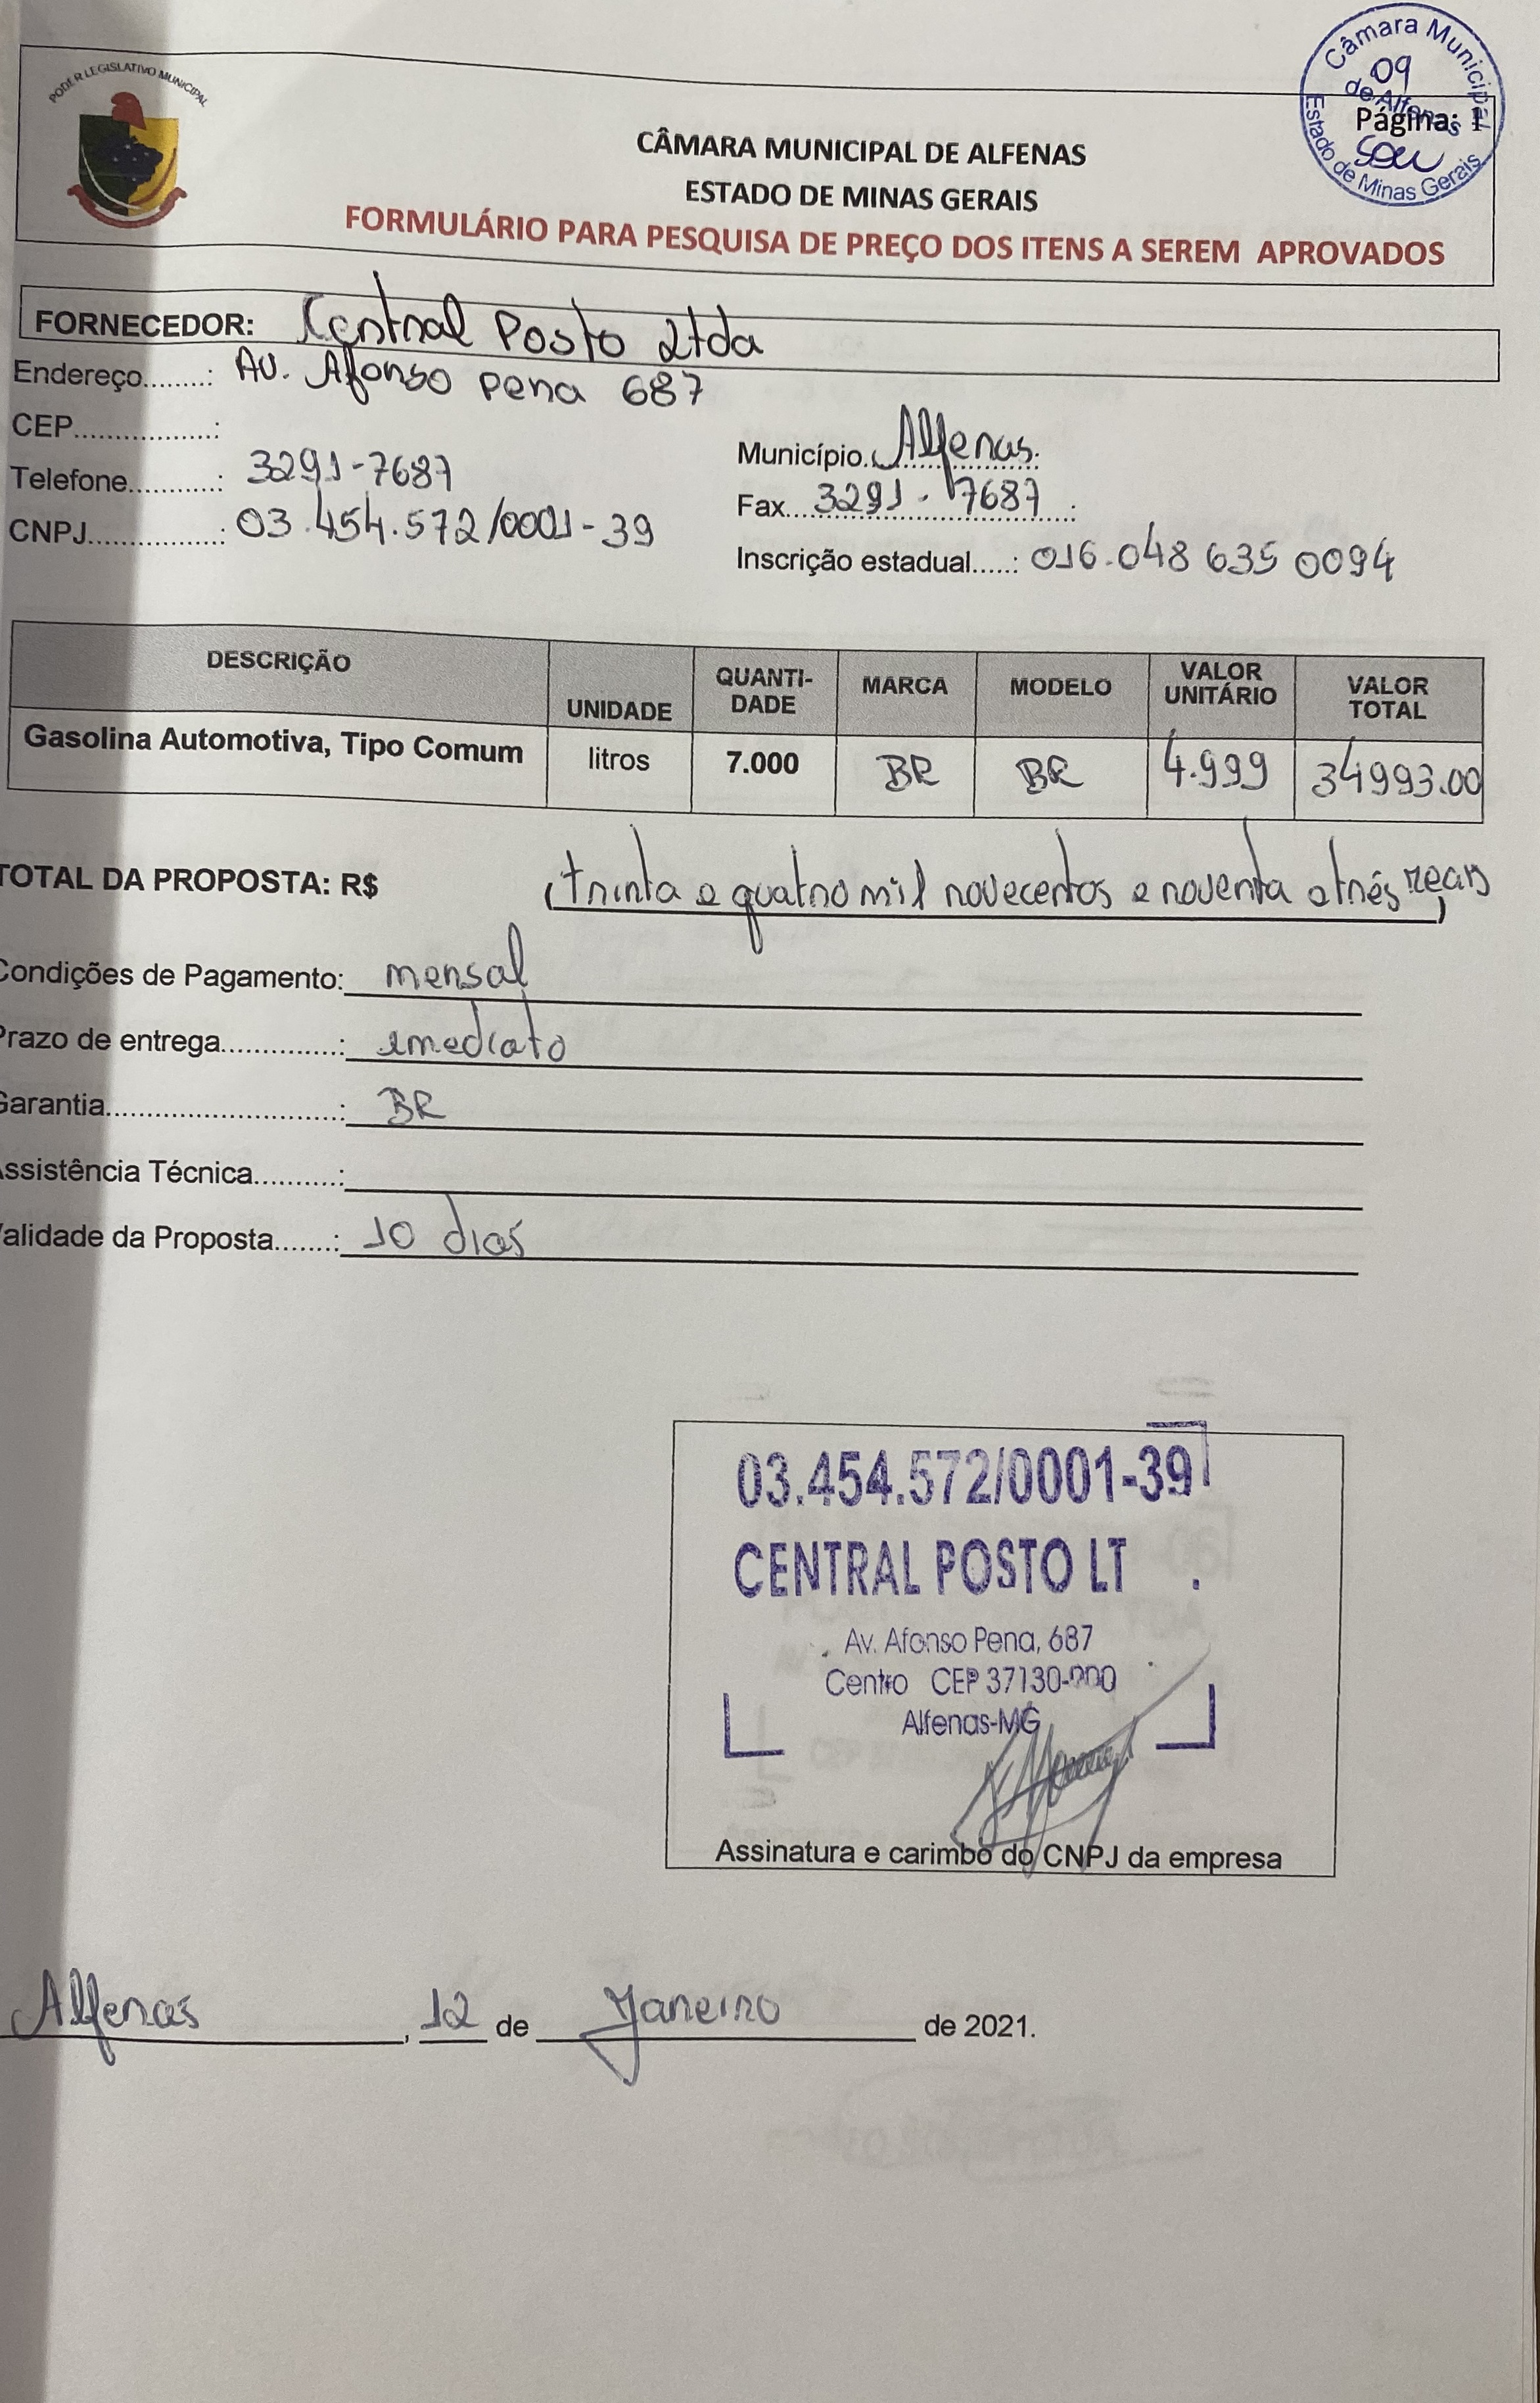 PODER LEGISLATIVO MUNICIPAL
Câmara Municipal
de Alfenas
Estado de Minas Gerais
09
Página: 1
CÂMARA MUNICIPAL DE ALFENAS
ESTADO DE MINAS GERAIS
FORMULÁRIO PARA PESQUISA DE PREÇO DOS ITENS A SEREM APROVADOS
FORNECEDOR: Central Posto Ltda
Endereço........: Av. Afonso Pena 687
CEP.................:
Município.. Alfenas
Telefone...........: 3291-7687
Fax... 3291-7687
CNPJ................: 03.454.572/0001-39
Inscrição estadual.....: 016.048 635 0094
DESCRIÇÃO UNIDADE QUANTI-DADE MARCA MODELO VALOR UNITÁRIO VALOR TOTAL
Gasolina Automotiva, Tipo Comum litros 7.000 BR BR 4.999 34993.00
TOTAL DA PROPOSTA: R$ (trinta e quatro mil novecentos e noventa e três reais)
Condições de Pagamento: mensal
Prazo de entrega..............: imediato
Garantia............................: BR
Assistência Técnica..........:
Validade da Proposta.......: 10 dias
03.454.572/0001-39
CENTRAL POSTO LT .
Av. Afonso Pena, 687
Centro CEP 37130-000
Alfenas-MG
Assinatura e carimbo do CNPJ da empresa
Alfenas, 12 de Janeiro de 2021.